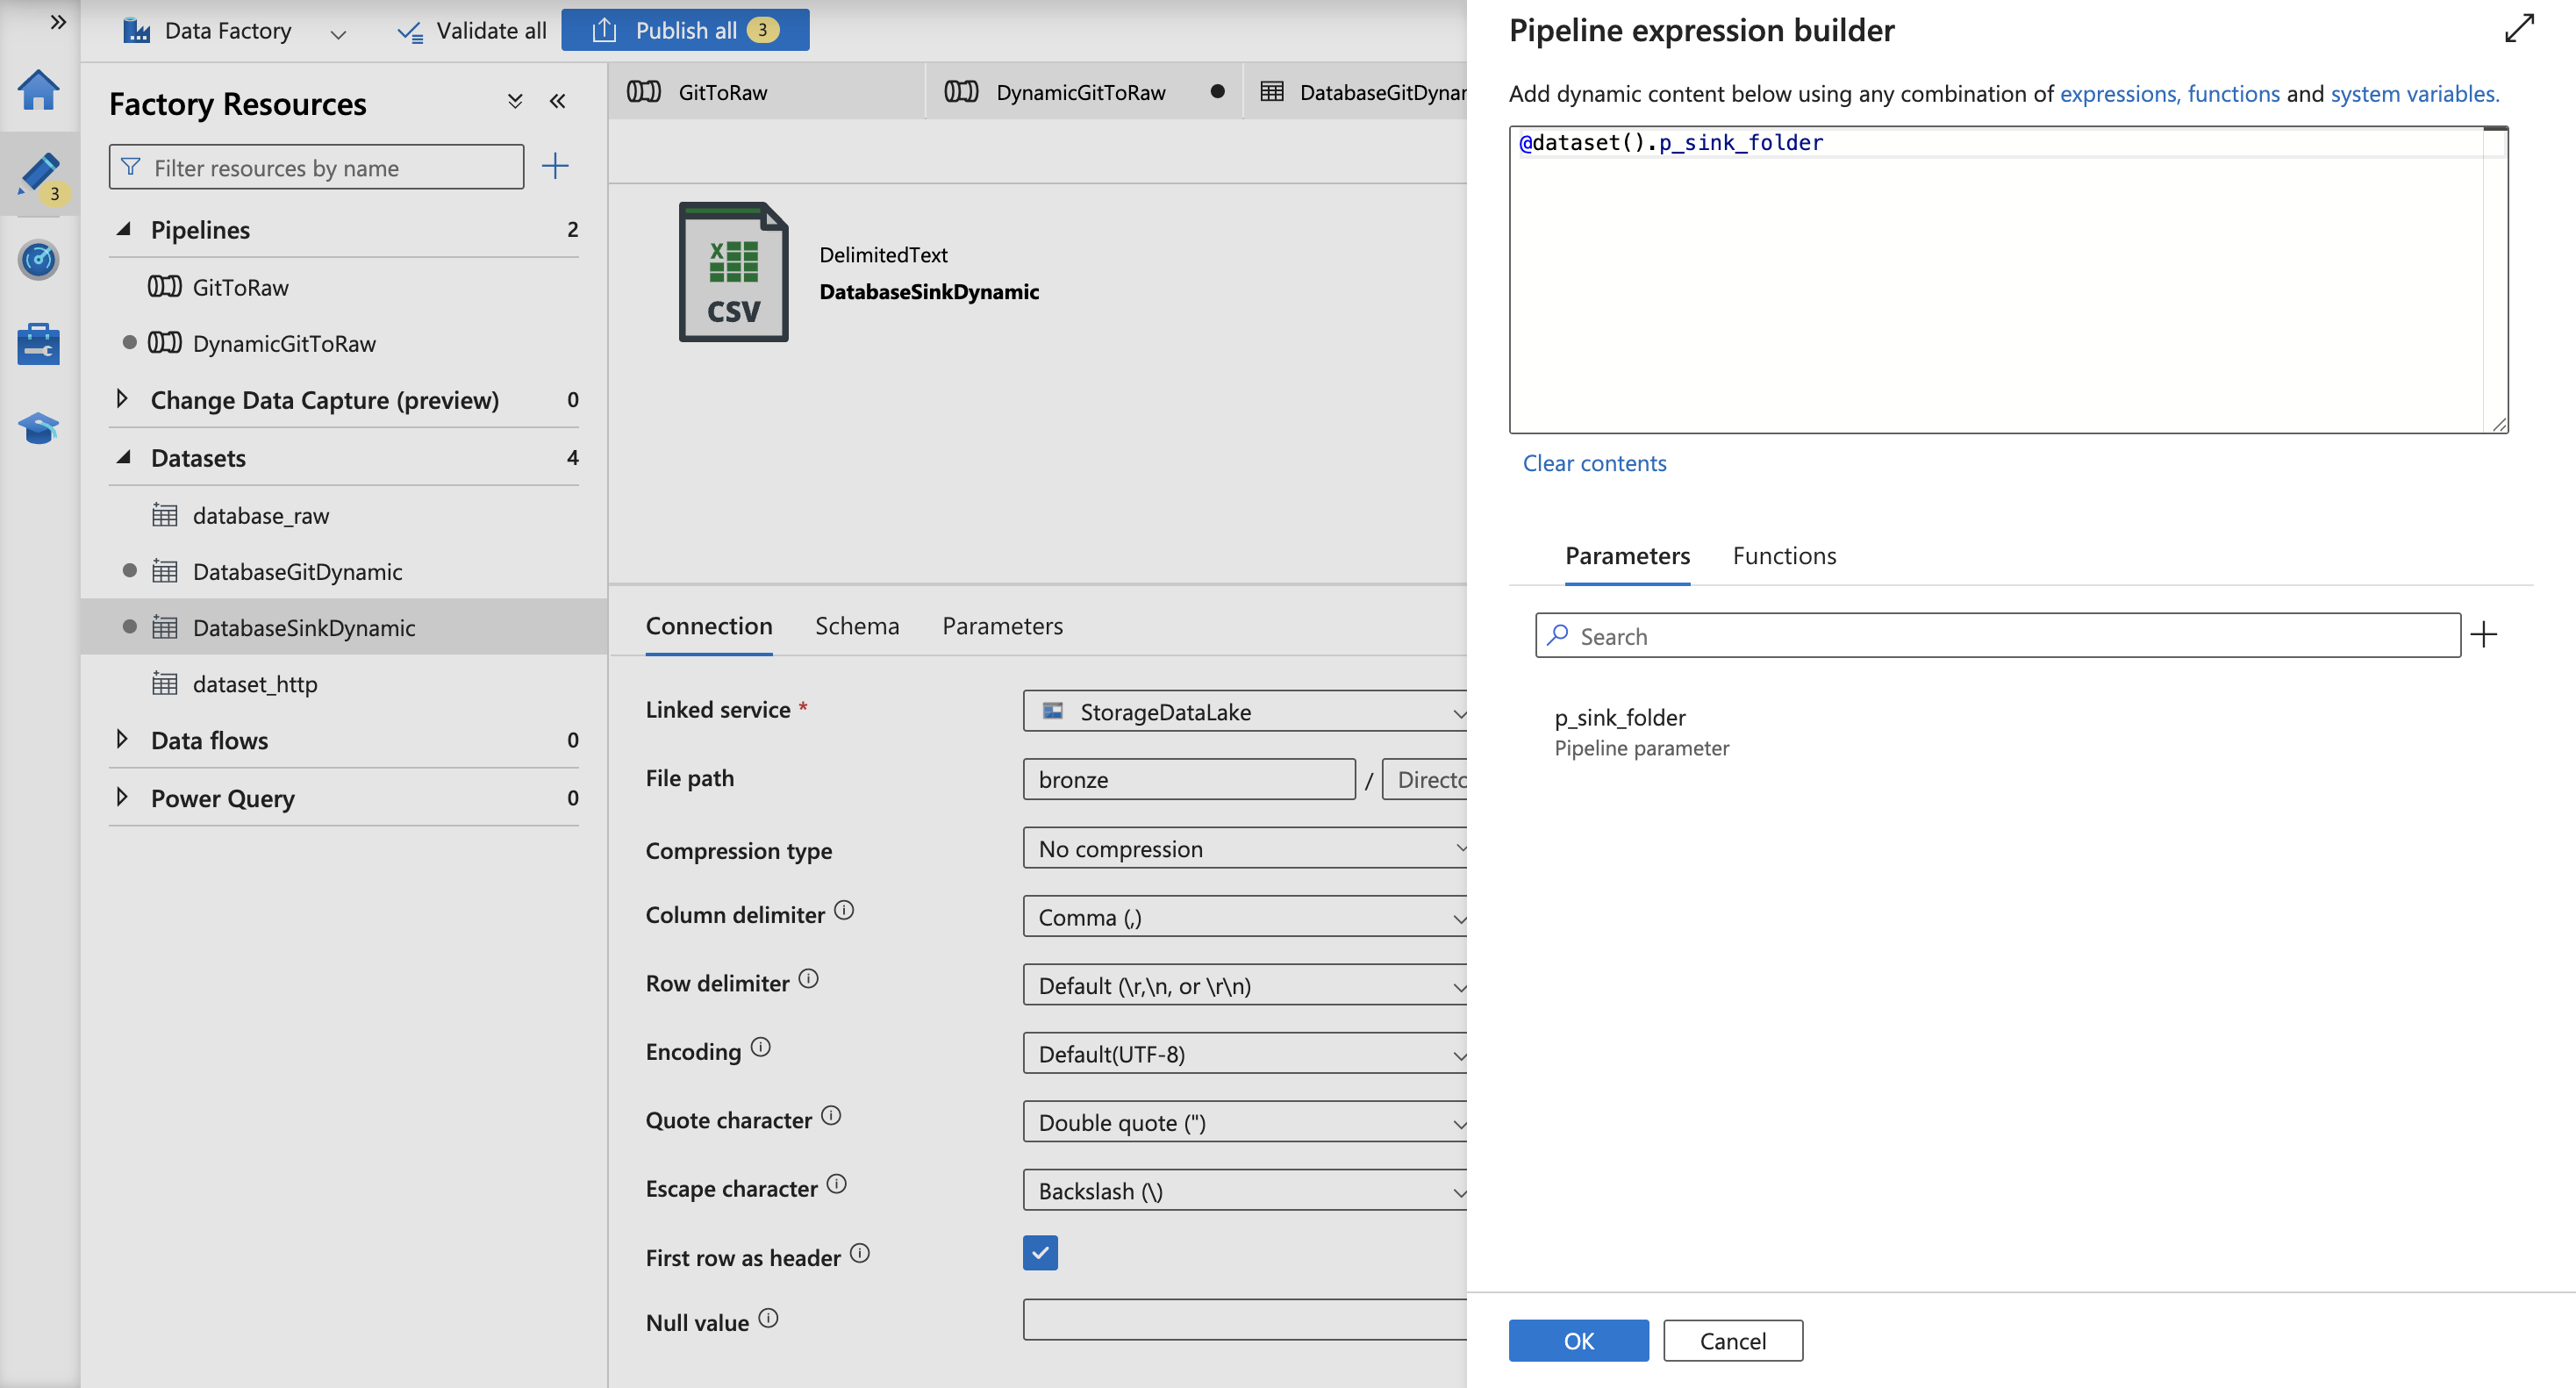 Data Factory
Validate all
Publish all 3
Factory Resources
Filter resources by name
3
Pipelines 2
GitToRaw
DynamicGitToRaw
Change Data Capture (preview) 0
Datasets 4
database_raw
DatabaseGitDynamic
DatabaseSinkDynamic
dataset_http
Data flows 0
Power Query 0
GitToRaw
DynamicGitToRaw
DatabaseGitDynar
X
CSV
DelimitedText
DatabaseSinkDynamic
Connection Schema Parameters
Linked service * StorageDataLake
File path bronze / Directo
Compression type No compression
Column delimiter Comma (,)
Row delimiter Default (\r,\n, or \r\n)
Encoding Default(UTF-8)
Quote character Double quote (")
Escape character Backslash (\)
First row as header
Null value
Pipeline expression builder
Add dynamic content below using any combination of expressions, functions and system variables.
@dataset().p_sink_folder
Clear contents
Parameters Functions
Search
p_sink_folder
Pipeline parameter
OK Cancel